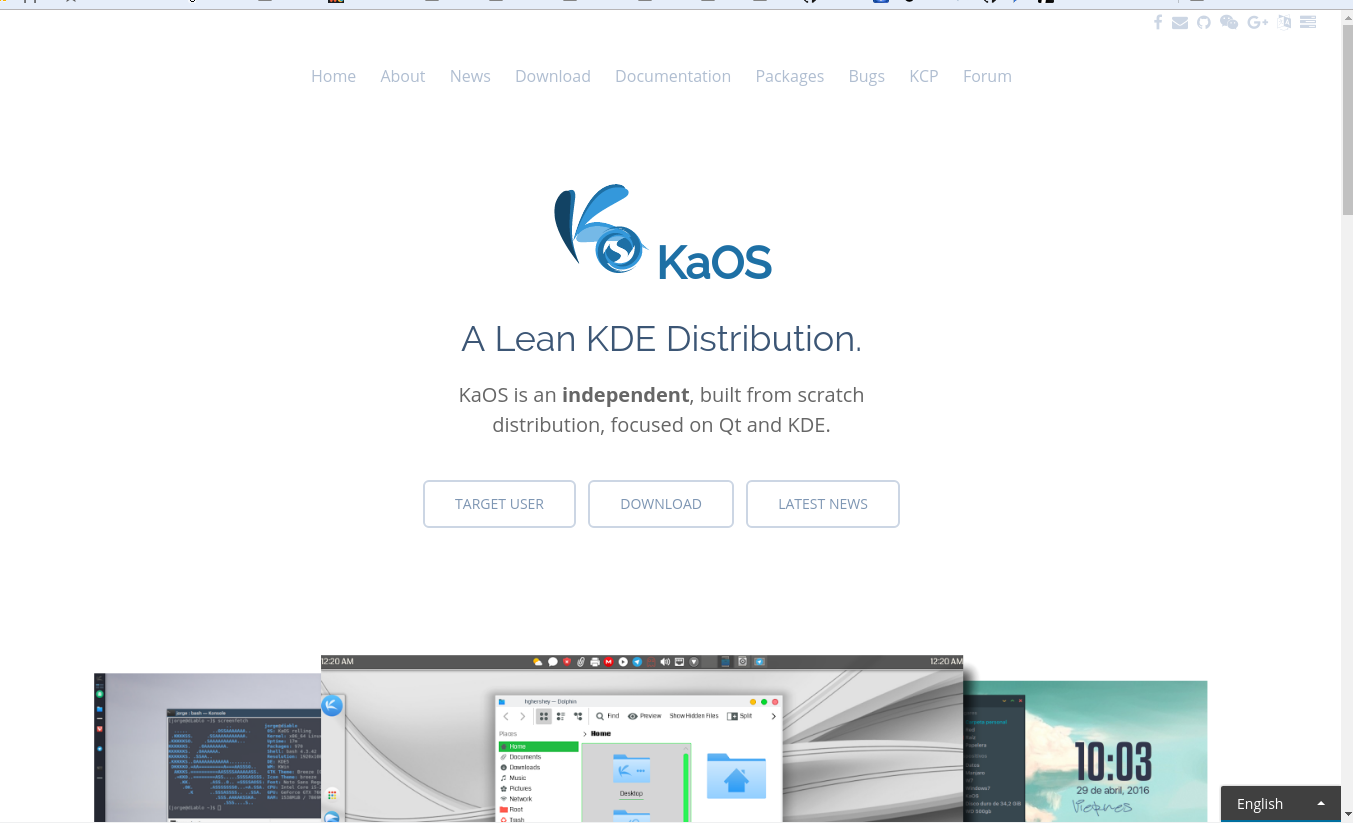 Home About News Download Documentation Packages Bugs KCP Forum
KaOS
A Lean KDE Distribution.
KaOS is an independent, built from scratch
distribution, focused on Qt and KDE.
TARGET USER DOWNLOAD LATEST NEWS
12:20 AM 12:20 AM
Dolphin
Find Preview Show Hidden Files Split
Places
Home
Home
Documents
Downloads
Music
Pictures
Network
Root
Trash
Desktop
10:03
29 de abril, 2016
viernes
English